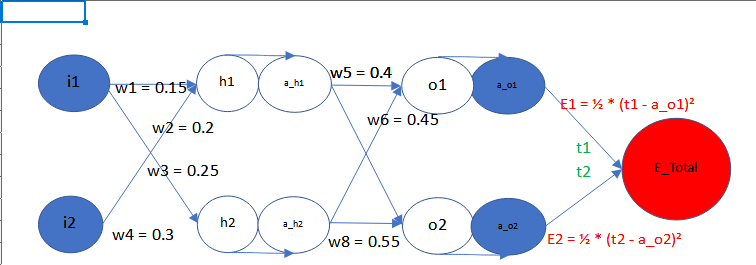 i1
w1 = 0.15
h1
a_h1
w5 = 0.4
o1
a_o1
E1 = ½ * (t1 - a_o1)²
w2 = 0.2
w6 = 0.45
t1
w3 = 0.25
t2
E_Total
i2
w4 = 0.3
h2
a_h2
w8 = 0.55
o2
a_o2
E2 = ½ * (t2 - a_o2)²